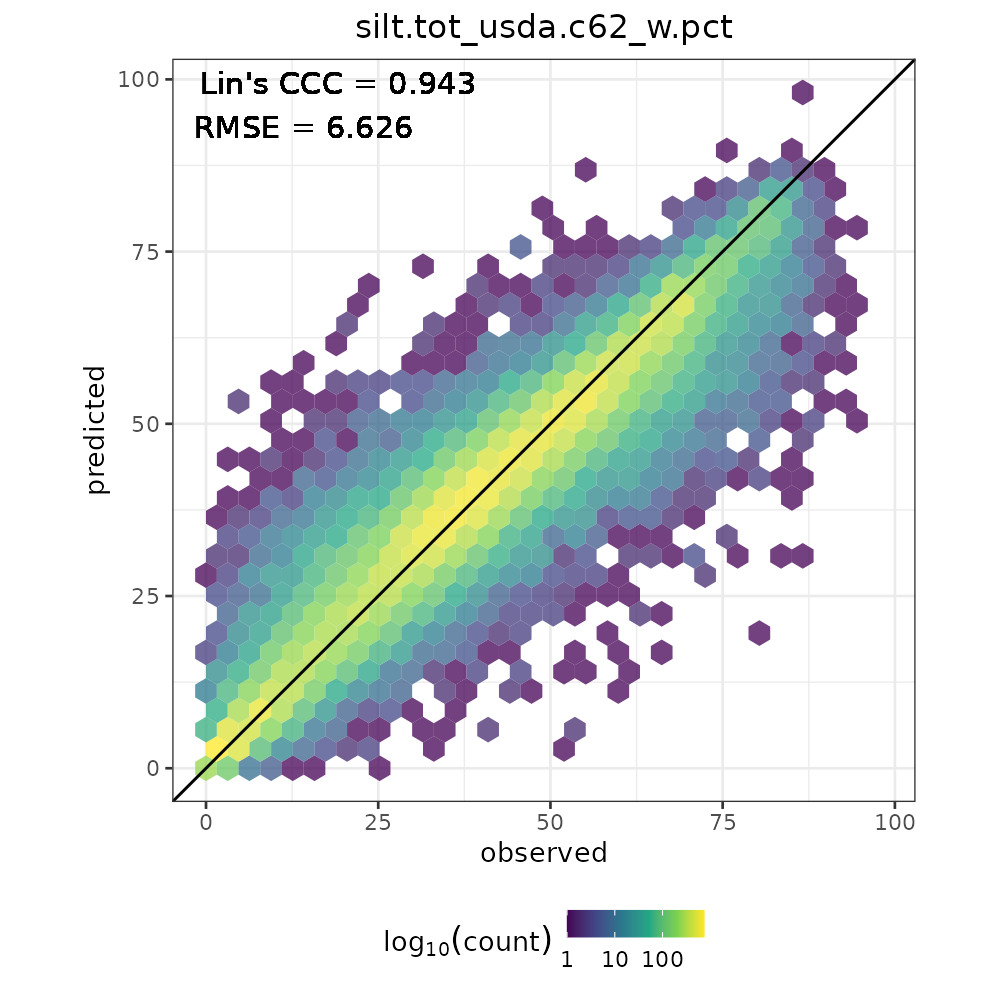 silt.tot_usda.c62_w.pct
Lin's CCC = 0.943
RMSE = 6.626
100
75
50
25
0
predicted
0 25 50 75 100
observed
log10(count)
1 10 100